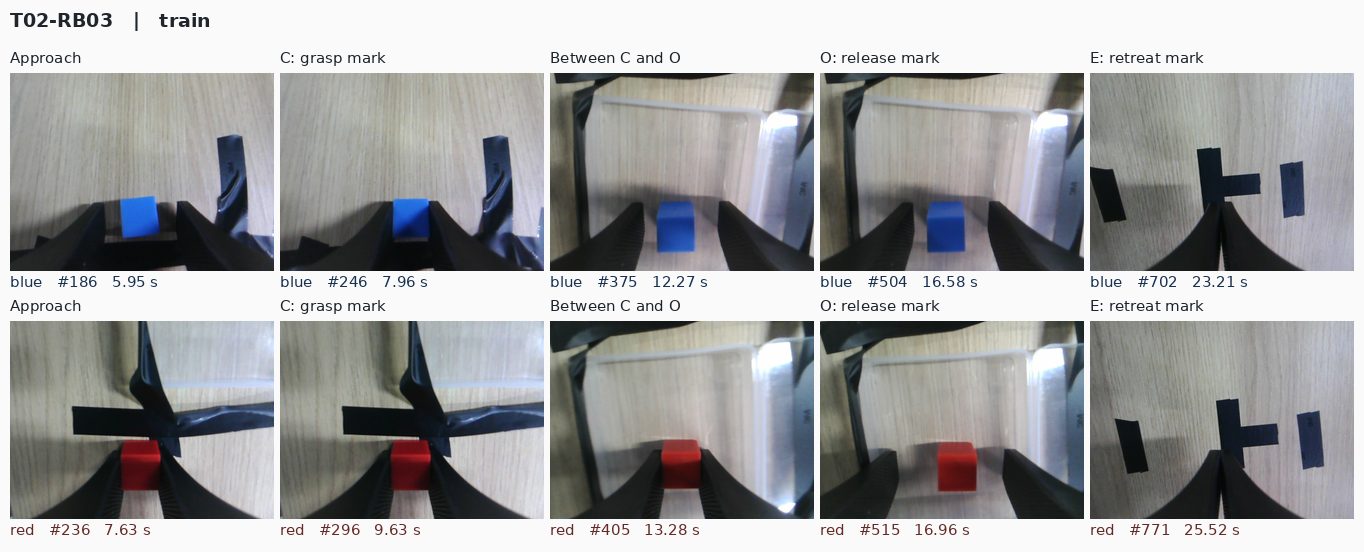 T02-RB03 | train
Approach
C: grasp mark
Between C and O
O: release mark
E: retreat mark
blue #186 5.95 s
blue #246 7.96 s
blue #375 12.27 s
blue #504 16.58 s
blue #702 23.21 s
Approach
C: grasp mark
Between C and O
O: release mark
E: retreat mark
red #236 7.63 s
red #296 9.63 s
red #405 13.28 s
red #515 16.96 s
red #771 25.52 s